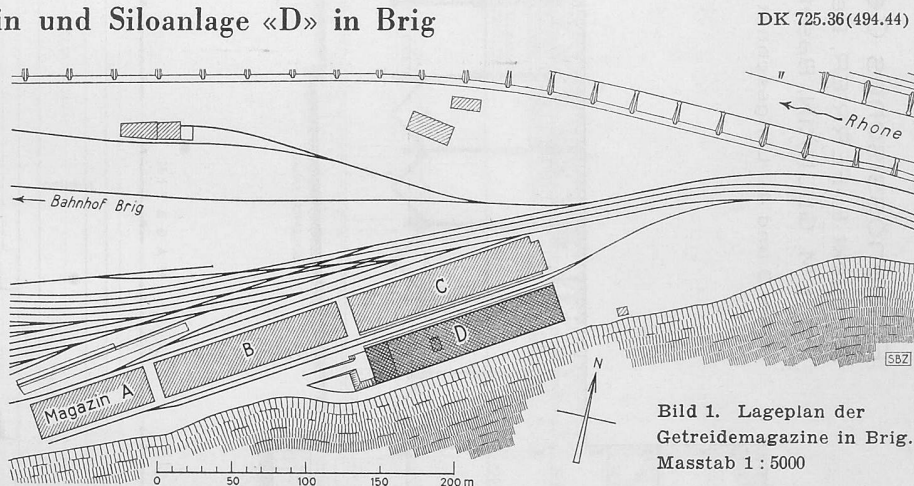 in und Siloanlage «D» in Brig
DK 725.36(494.44)
Rhone
Bahnhof Brig
C
B
D
Magazin A
SBZ
N
Bild 1. Lageplan der
Getreidemagazine in Brig.
Masstab 1 : 5000
0 50 100 150 200 m